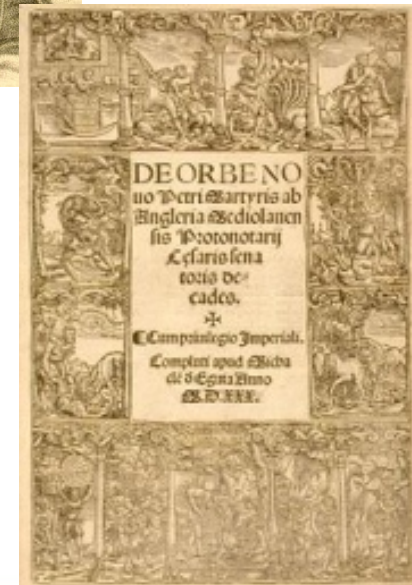 DE ORBE NO
uo Petri Martyris ab
Angleria Mediolanen
sis Protonotarij
Cęsaris sena
toris de-
cades.
Cum priuilegio Imperiali.
Compluti apud Micha
elē d Eguia Anno
M.D.XXX.